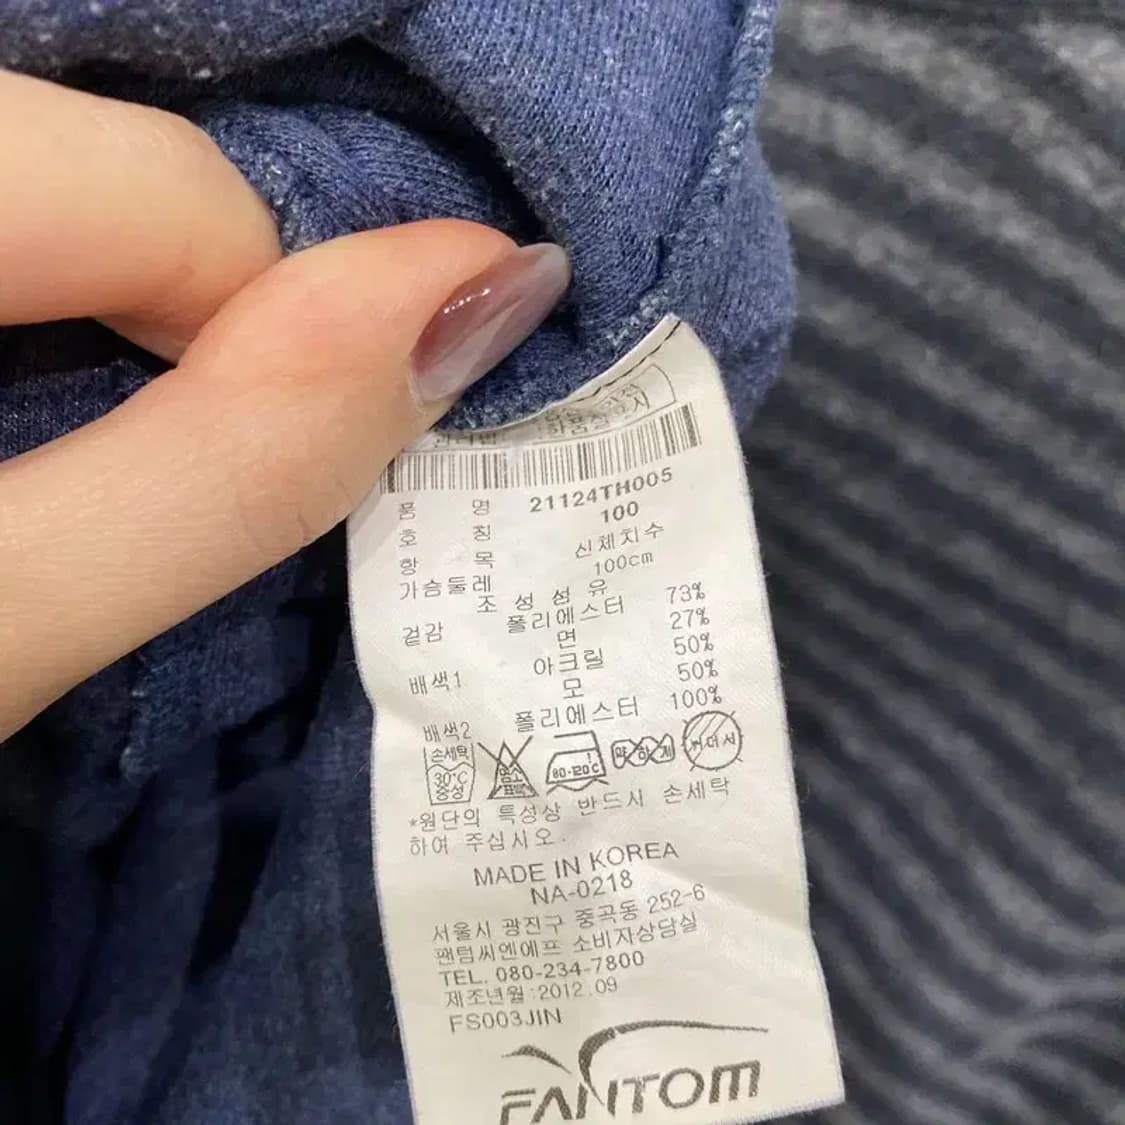 품 명 21124TH005
호 칭 100
항 목 신체치수
가슴둘레 100cm
조 성 섬 유
겉감 폴리에스터 73%
면 27%
배색1 아크릴 50%
모 50%
배색2 폴리에스터 100%
손세탁 30°C 중성 염소 표백 80-120°C 약하게
*원단의 특성상 반드시 손세탁
하여 주십시오.
MADE IN KOREA
NA-0218
서울시 광진구 중곡동 252-6
팬텀씨엔에프 소비자상담실
TEL. 080-234-7800
제조년월:2012.09
FS003JIN
FANTOM